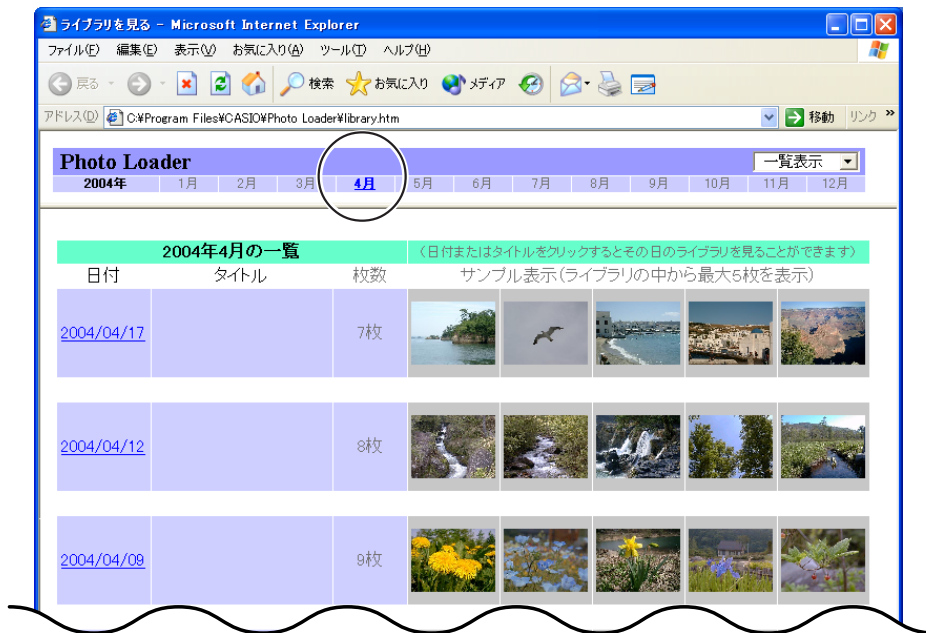 ライブラリを見る - Microsoft Internet Explorer
ファイル(F) 編集(E) 表示(V) お気に入り(A) ツール(T) ヘルプ(H)
戻る 検索 お気に入り メディア
アドレス(D) C:¥Program Files¥CASIO¥Photo Loader¥library.htm 移動 リンク »
Photo Loader 一覧表示
2004年 1月 2月 3月 4月 5月 6月 7月 8月 9月 10月 11月 12月
2004年4月の一覧 (日付またはタイトルをクリックするとその日のライブラリを見ることができます)
日付 タイトル 枚数 サンプル表示(ライブラリの中から最大5枚を表示)
2004/04/17 7枚
2004/04/12 8枚
2004/04/09 9枚